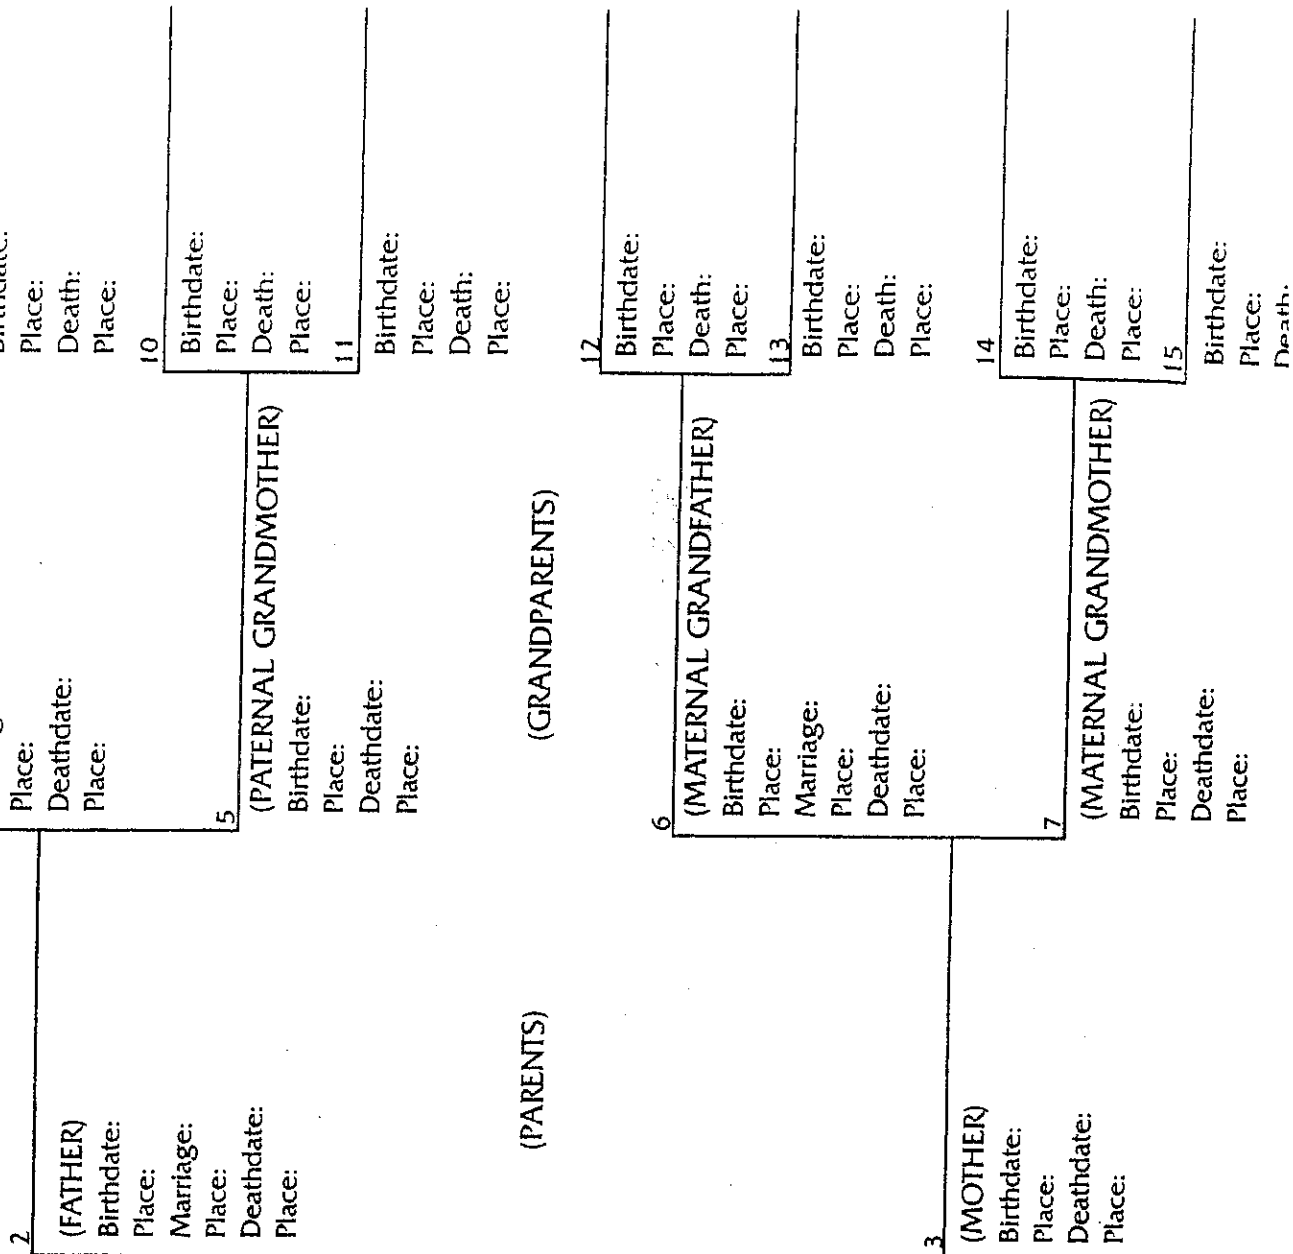 2
(FATHER)
Birthdate:
Place:
Marriage:
Place:
Deathdate:
Place:
(PARENTS)
3
(MOTHER)
Birthdate:
Place:
Deathdate:
Place:
Place:
Deathdate:
Place:
5
(PATERNAL GRANDMOTHER)
Birthdate:
Place:
Deathdate:
Place:
(GRANDPARENTS)
6
(MATERNAL GRANDFATHER)
Birthdate:
Place:
Marriage:
Place:
Deathdate:
Place:
7
(MATERNAL GRANDMOTHER)
Birthdate:
Place:
Deathdate:
Place:
Place:
Death:
Place:
10
Birthdate:
Place:
Death:
Place:
11
Birthdate:
Place:
Death:
Place:
12
Birthdate:
Place:
Death:
Place:
13
Birthdate:
Place:
Death:
Place:
14
Birthdate:
Place:
Death:
Place:
15
Birthdate:
Place:
Death: